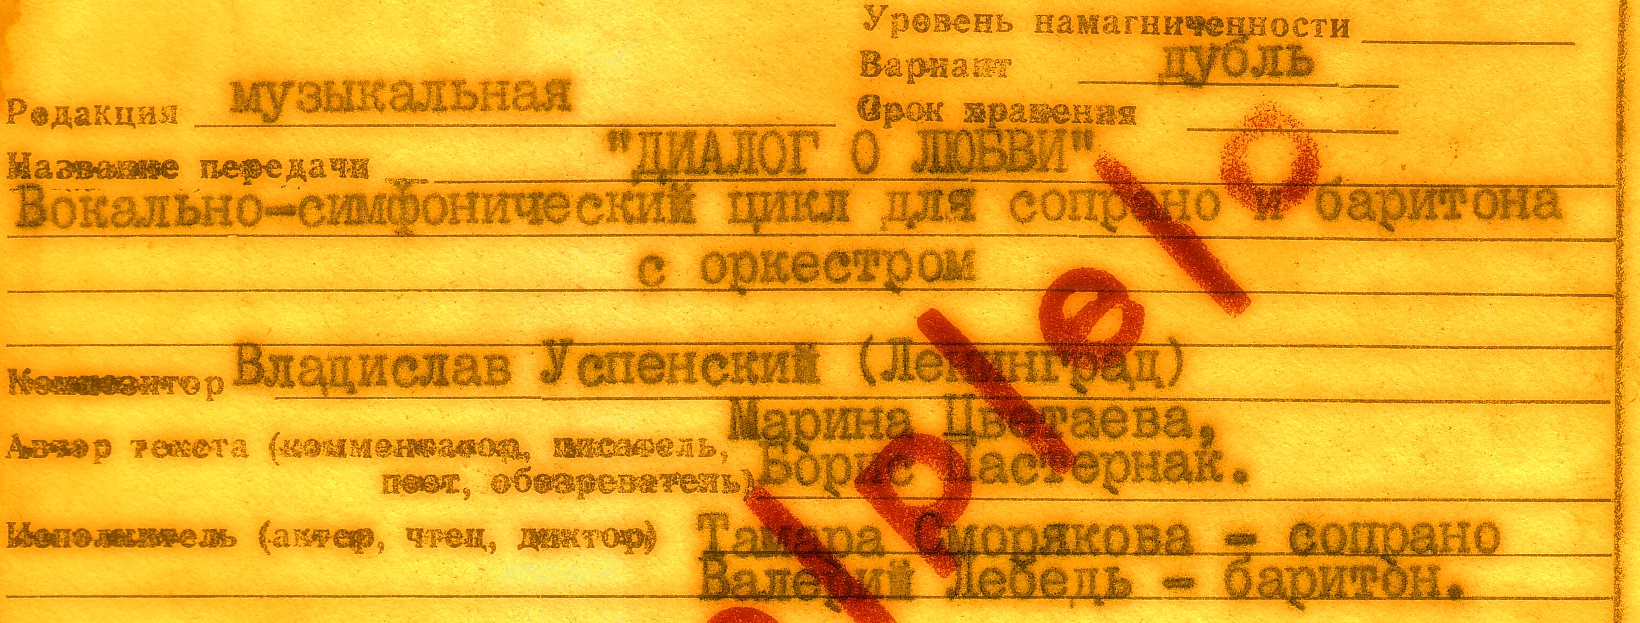 Уровень намагниченности
Вариант дубль
Редакция музыкальная
Срок хранения
Название передачи "ДИАЛОГ О ЛЮБВИ"
Вокально-симфонический цикл для сопрано и баритона
с оркестром
Композитор Владислав Успенский (Ленинград)
Автор текста (комментатор, писатель, поэт, обозреватель)
Марина Цветаева,
Борис Пастернак.
Исполнитель (актер, чтец, диктор)
Тамара Сморякова - сопрано
Валерий Лебедь - баритон.